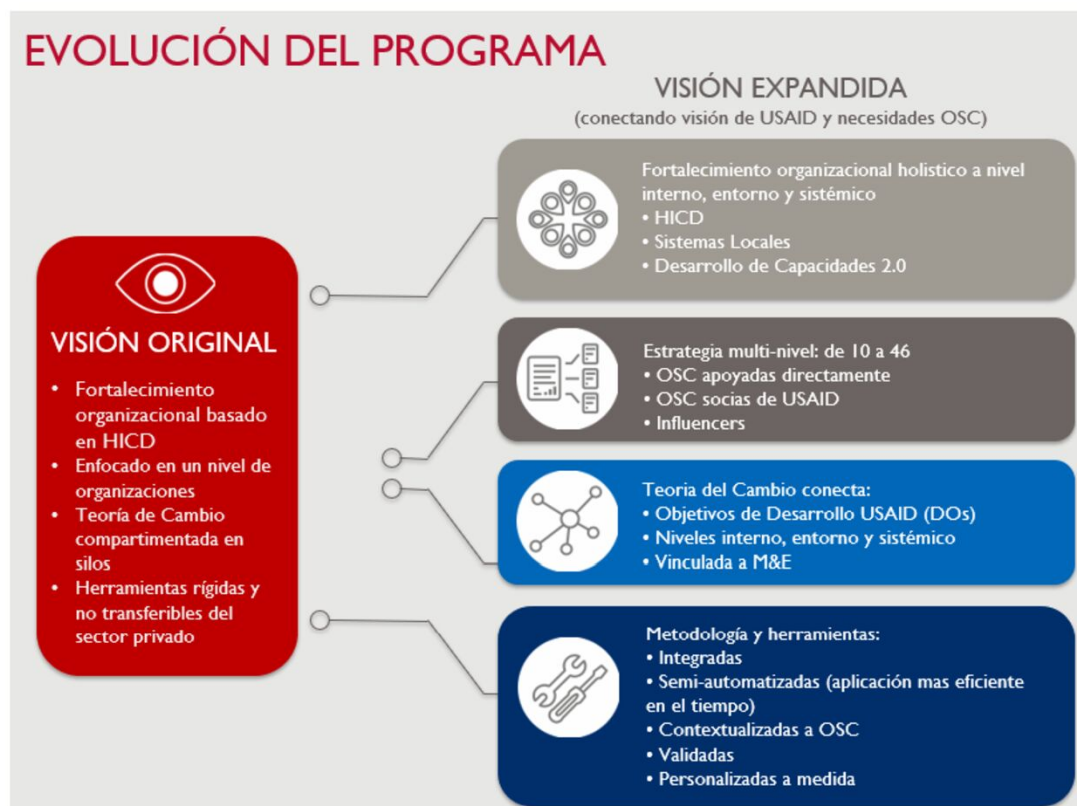 EVOLUCIÓN DEL PROGRAMA
VISIÓN EXPANDIDA
(conectando visión de USAID y necesidades OSC)
VISIÓN ORIGINAL
• Fortalecimiento
organizacional basado
en HICD
• Enfocado en un nivel de
organizaciones
• Teoría de Cambio
compartimentada en
silos
• Herramientas rígidas y
no transferibles del
sector privado
Fortalecimiento organizacional holistico a nivel
interno, entorno y sistémico
• HICD
• Sistemas Locales
• Desarrollo de Capacidades 2.0
Estrategia multi-nivel: de 10 a 46
• OSC apoyadas directamente
• OSC socias de USAID
• Influencers
Teoria del Cambio conecta:
• Objetivos de Desarrollo USAID (DOs)
• Niveles interno, entorno y sistémico
• Vinculada a M&E
Metodología y herramientas:
• Integradas
• Semi-automatizadas (aplicación mas eficiente
en el tiempo)
• Contextualizadas a OSC
• Validadas
• Personalizadas a medida